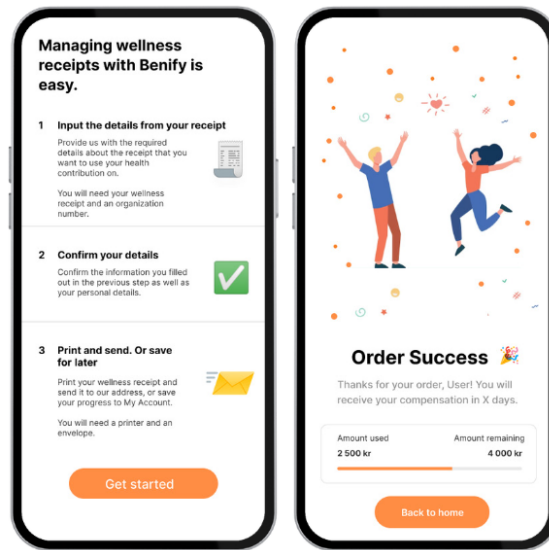 Managing wellness
receipts with Benify is
easy.
1 Input the details from your receipt
Provide us with the required
details about the receipt that you
want to use your health
contribution on.
You will need your wellness
receipt and an organization
number.
2 Confirm your details
Confirm the information you filled
out in the previous step as well as
your personal details.
3 Print and send. Or save
for later
Print your wellness receipt and
send it to our address, or save
your progress to My Account.
You will need a printer and an
envelope.
Get started
Order Success
Thanks for your order, User! You will
receive your compensation in X days.
Amount used Amount remaining
2 500 kr 4 000 kr
Back to home